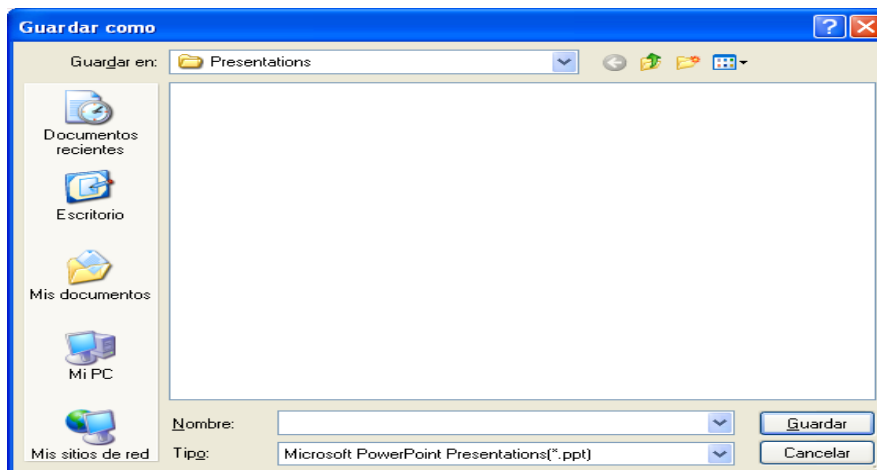 Guardar como
Guardar en: Presentations
Documentos
recientes
Escritorio
Mis documentos
Mi PC
Mis sitios de red
Nombre:
Guardar
Tipo: Microsoft PowerPoint Presentations(*.ppt)
Cancelar